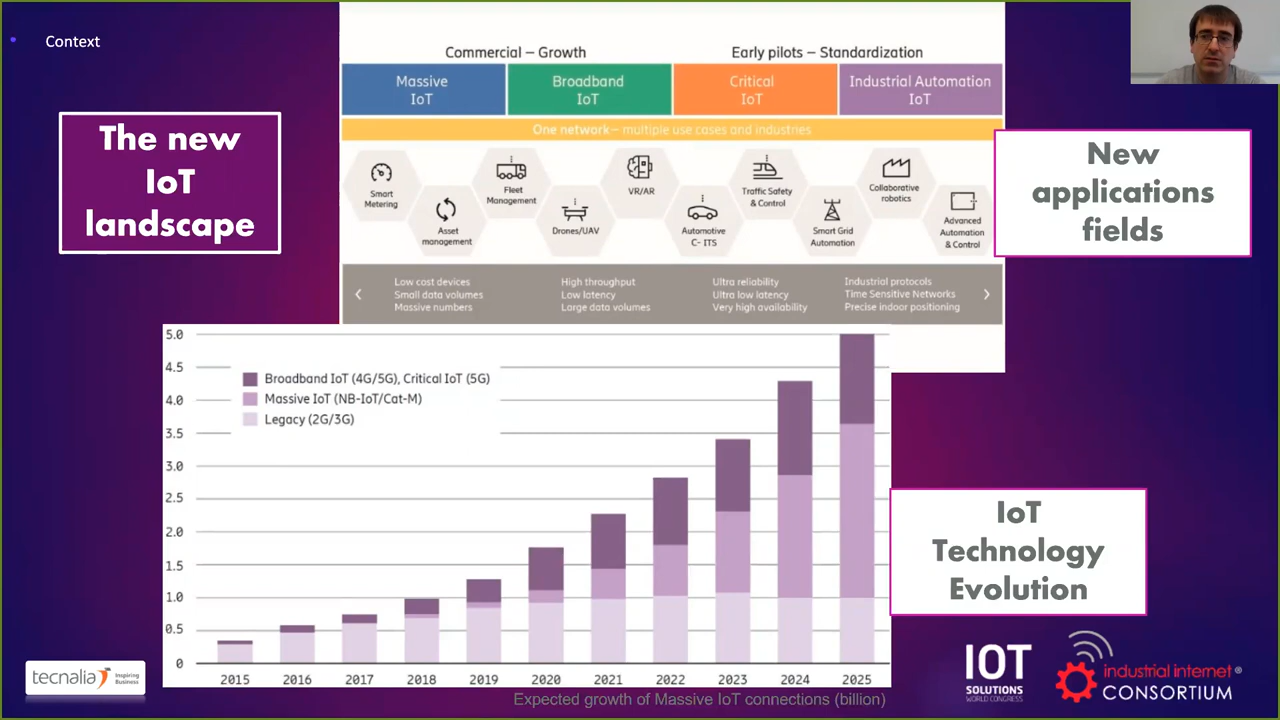 Context
The new
IoT
landscape
Commercial – Growth
Early pilots – Standardization
Massive
IoT
Broadband
IoT
Critical
IoT
Industrial Automation
IoT
One network – multiple use cases and industries
Smart
Metering
Asset
management
Fleet
Management
Drones/UAV
VR/AR
Automotive
C- ITS
Traffic Safety
& Control
Smart Grid
Automation
Collaborative
robotics
Advanced
Automation
& Control
Low cost devices
Small data volumes
Massive numbers
High throughput
Low latency
Large data volumes
Ultra reliability
Ultra low latency
Very high availability
Industrial protocols
Time Sensitive Networks
Precise indoor positioning
New
applications
fields
5.0
4.5
4.0
3.5
3.0
2.5
2.0
1.5
1.0
0.5
0
Broadband IoT (4G/5G), Critical IoT (5G)
Massive IoT (NB-IoT/Cat-M)
Legacy (2G/3G)
2015 2016 2017 2018 2019 2020 2021 2022 2023 2024 2025
Expected growth of Massive IoT connections (billion)
IoT
Technology
Evolution
tecnalia
Inspiring
Business
IOT
SOLUTIONS
WORLD CONGRESS
industrial internet®
CONSORTIUM